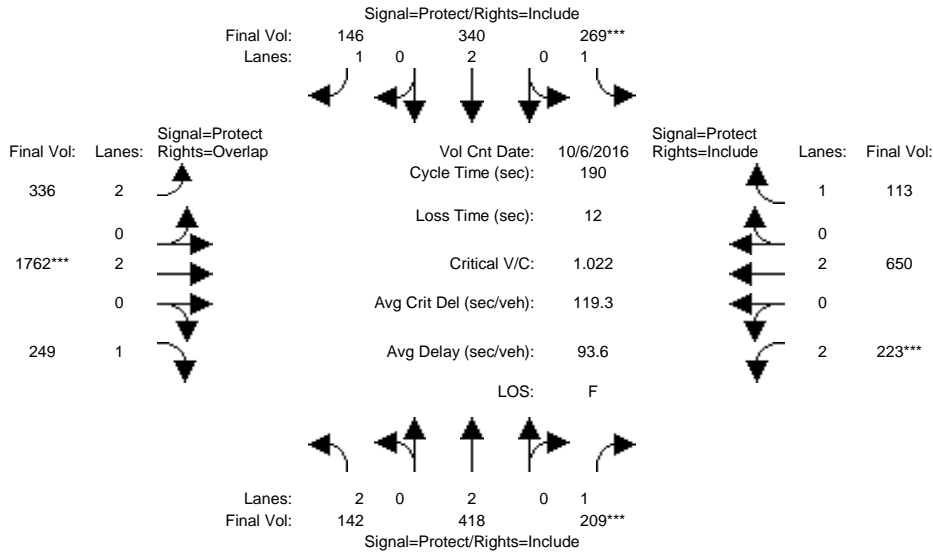 Signal=Protect/Rights=Include
Final Vol: 146 340 269***
Lanes: 1 0 2 0 1
Signal=Protect
Final Vol: Lanes: Rights=Overlap
Vol Cnt Date: 10/6/2016
Signal=Protect
Rights=Include Lanes: Final Vol:
Cycle Time (sec): 190
336 2
1 113
Loss Time (sec): 12
0
0
1762*** 2
Critical V/C: 1.022
2 650
0
Avg Crit Del (sec/veh): 119.3
0
249 1
Avg Delay (sec/veh): 93.6
2 223***
LOS: F
Lanes: 2 0 2 0 1
Final Vol: 142 418 209***
Signal=Protect/Rights=Include